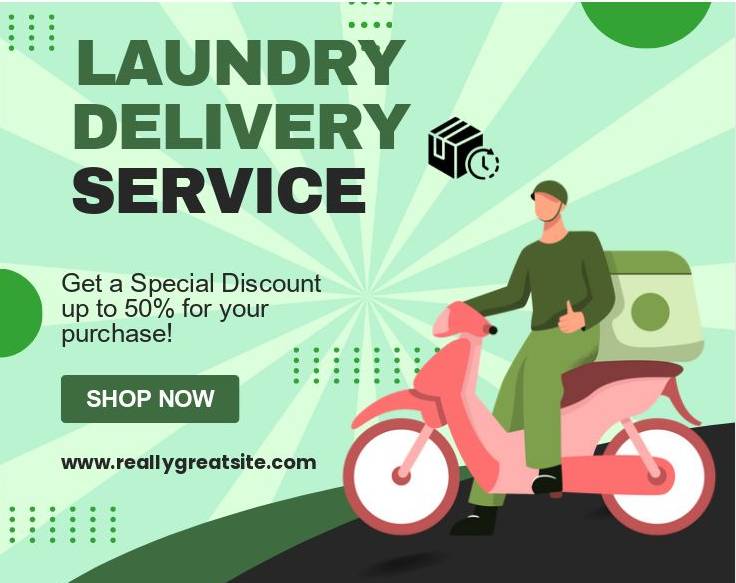 LAUNDRY
DELIVERY
SERVICE
Get a Special Discount
up to 50% for your
purchase!
SHOP NOW
www.reallygreatsite.com